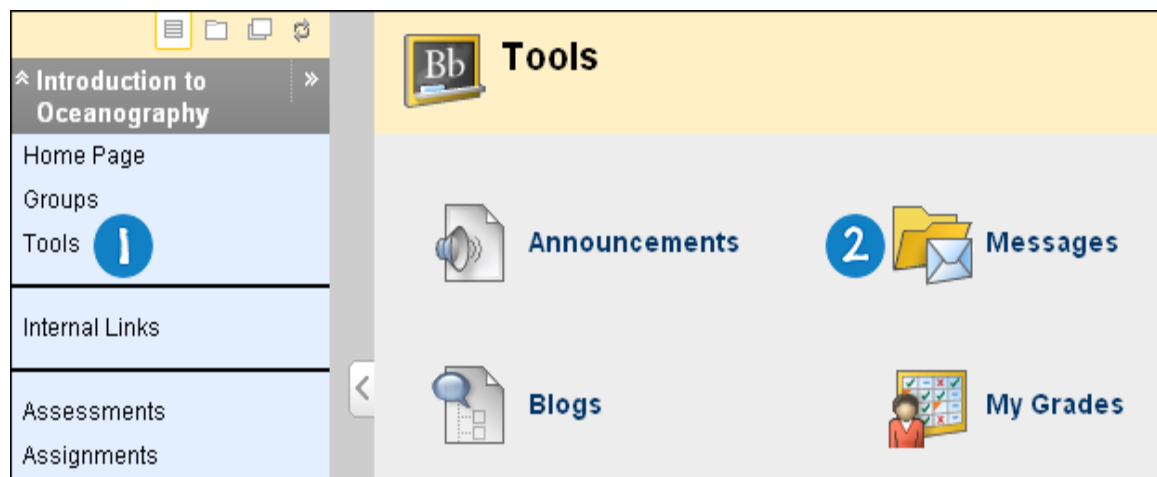 Introduction to
Oceanography
Home Page
Groups
Tools 1
Internal Links
Assessments
Assignments
Bb Tools
Announcements
2 Messages
Blogs
My Grades